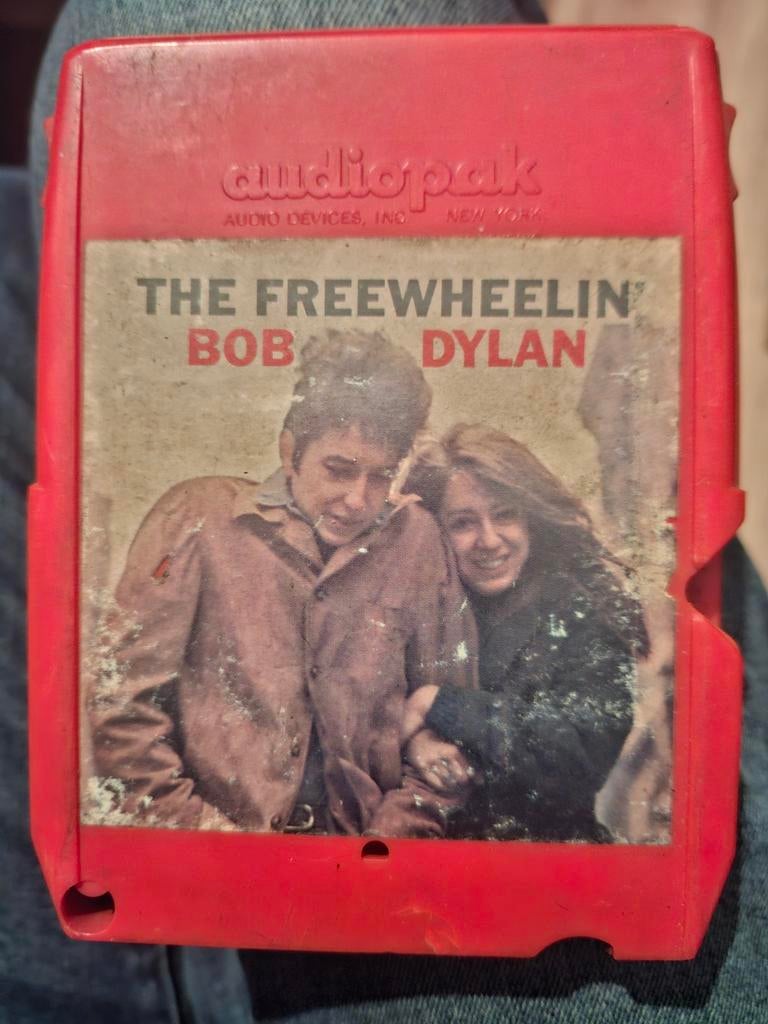 audiopak
AUDIO DEVICES, INC. NEW YORK
THE FREEWHEELIN'
BOB DYLAN